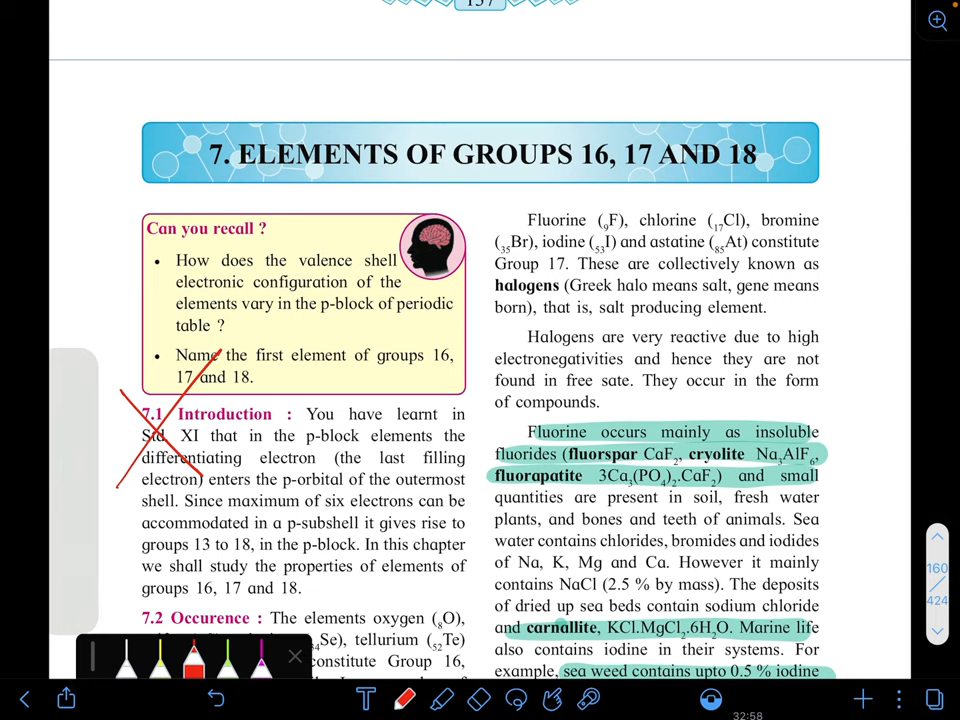 157
7. ELEMENTS OF GROUPS 16, 17 AND 18
Can you recall ?
• How does the valence shell
electronic configuration of the
elements vary in the p-block of periodic
table ?
• Name the first element of groups 16,
17 and 18.
7.1 Introduction : You have learnt in
Std. XI that in the p-block elements the
differentiating electron (the last filling
electron) enters the p-orbital of the outermost
shell. Since maximum of six electrons can be
accommodated in a p-subshell it gives rise to
groups 13 to 18, in the p-block. In this chapter
we shall study the properties of elements of
groups 16, 17 and 18.
7.2 Occurence : The elements oxygen (₈O),
₃₄Se), tellurium (₅₂Te)
constitute Group 16,
Fluorine (₉F), chlorine (₁₇Cl), bromine
(₃₅Br), iodine (₅₃I) and astatine (₈₅At) constitute
Group 17. These are collectively known as
halogens (Greek halo means salt, gene means
born), that is, salt producing element.
Halogens are very reactive due to high
electronegativities and hence they are not
found in free sate. They occur in the form
of compounds.
Fluorine occurs mainly as insoluble
fluorides (fluorspar CaF₂, cryolite Na₃AlF₆,
fluorapatite 3Ca₃(PO₄)₂.CaF₂) and small
quantities are present in soil, fresh water
plants, and bones and teeth of animals. Sea
water contains chlorides, bromides and iodides
of Na, K, Mg and Ca. However it mainly
contains NaCl (2.5 % by mass). The deposits
of dried up sea beds contain sodium chloride
and carnallite, KCl.MgCl₂.6H₂O. Marine life
also contains iodine in their systems. For
example, sea weed contains upto 0.5 % iodine
160
424
32:58